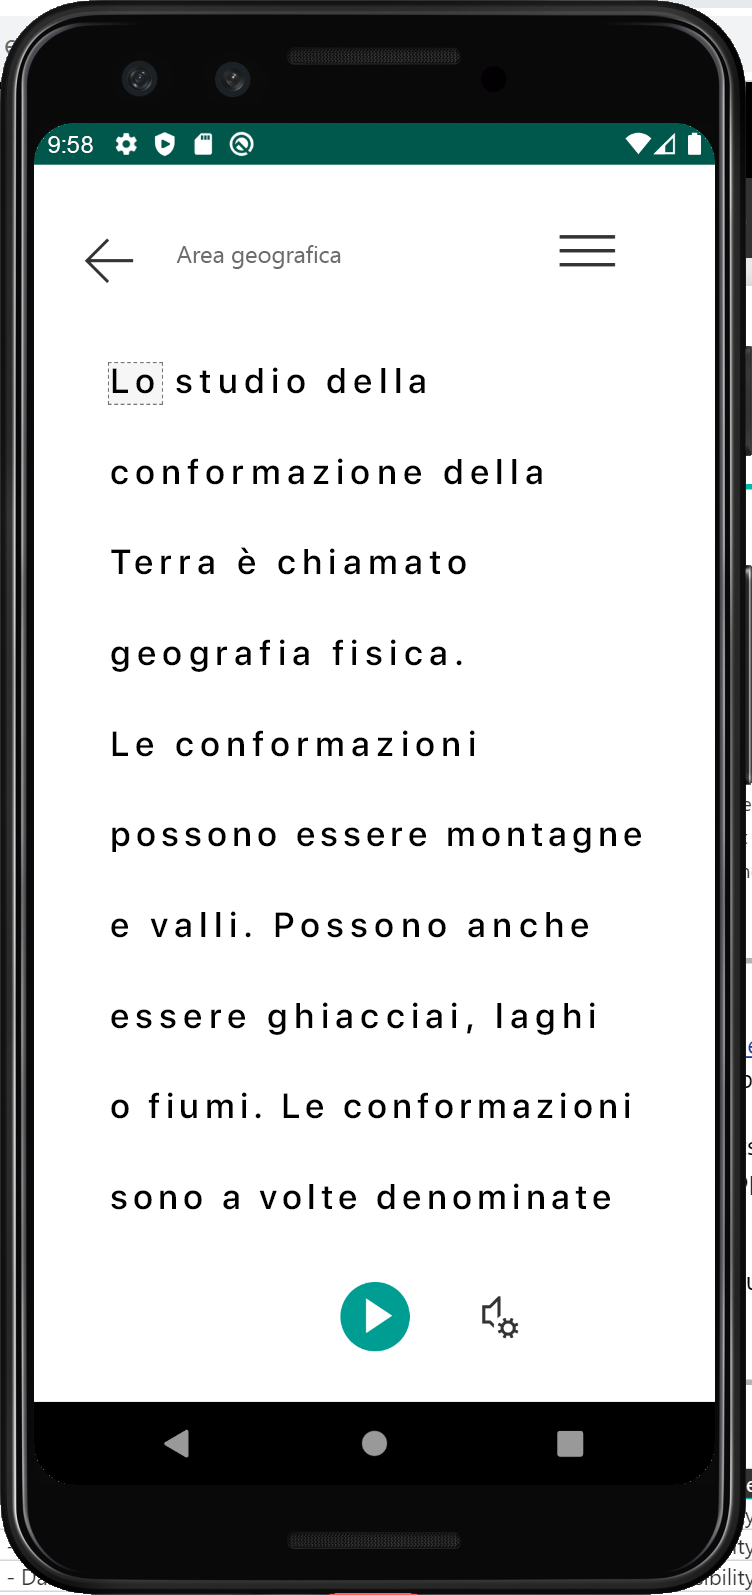 9:58
Area geografica
Lo studio della
conformazione della
Terra è chiamato
geografia fisica.
Le conformazioni
possono essere montagne
e valli. Possono anche
essere ghiacciai, laghi
o fiumi. Le conformazioni
sono a volte denominate